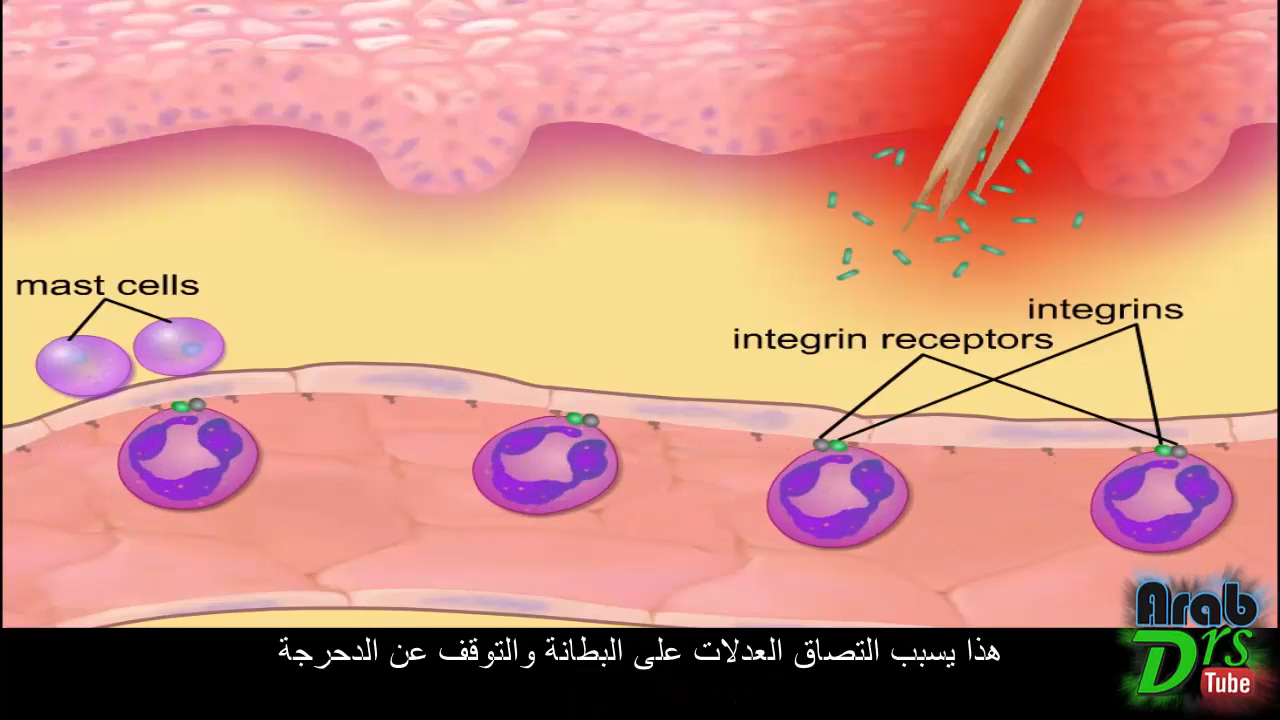 mast cells
integrins
integrin receptors
هذا يسبب التصاق العدلات على البطانة والتوقف عن الدحرجة
Arab
Drs
Tube